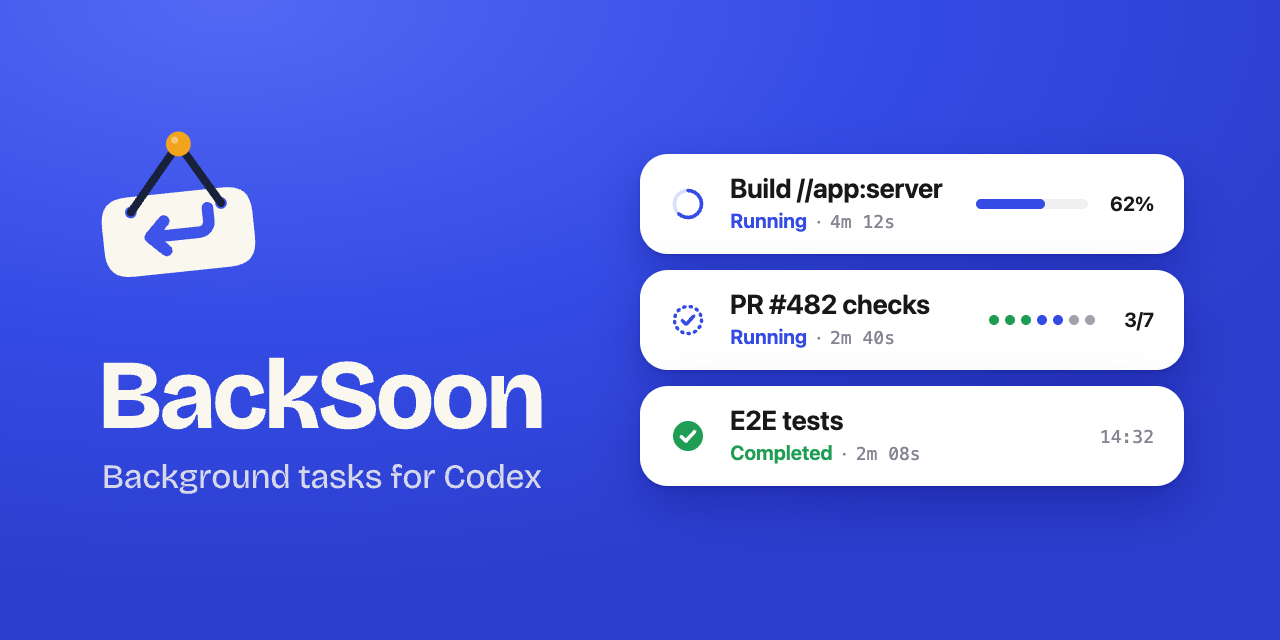 BackSoon
Background tasks for Codex
Build //app:server
Running · 4m 12s
62%
PR #482 checks
Running · 2m 40s
3/7
E2E tests
Completed · 2m 08s
14:32